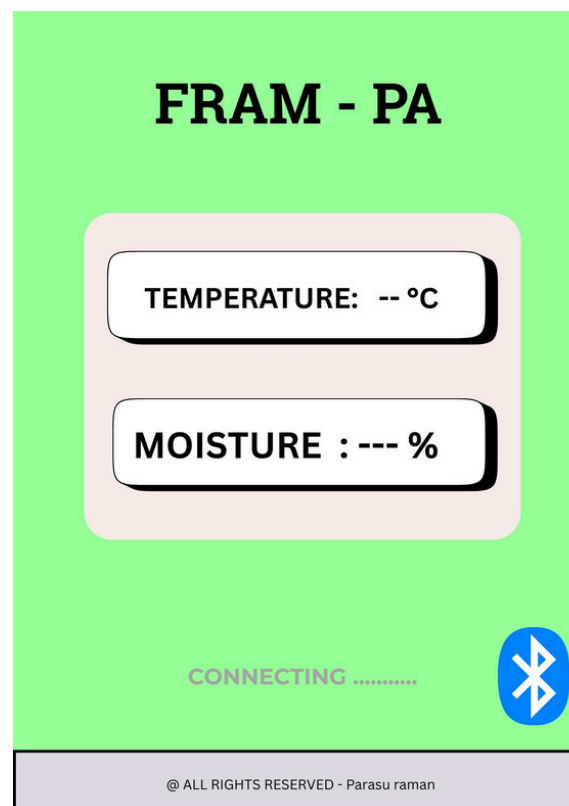 FRAM - PA
TEMPERATURE: -- °C
MOISTURE : --- %
CONNECTING ...........
@ ALL RIGHTS RESERVED - Parasu raman